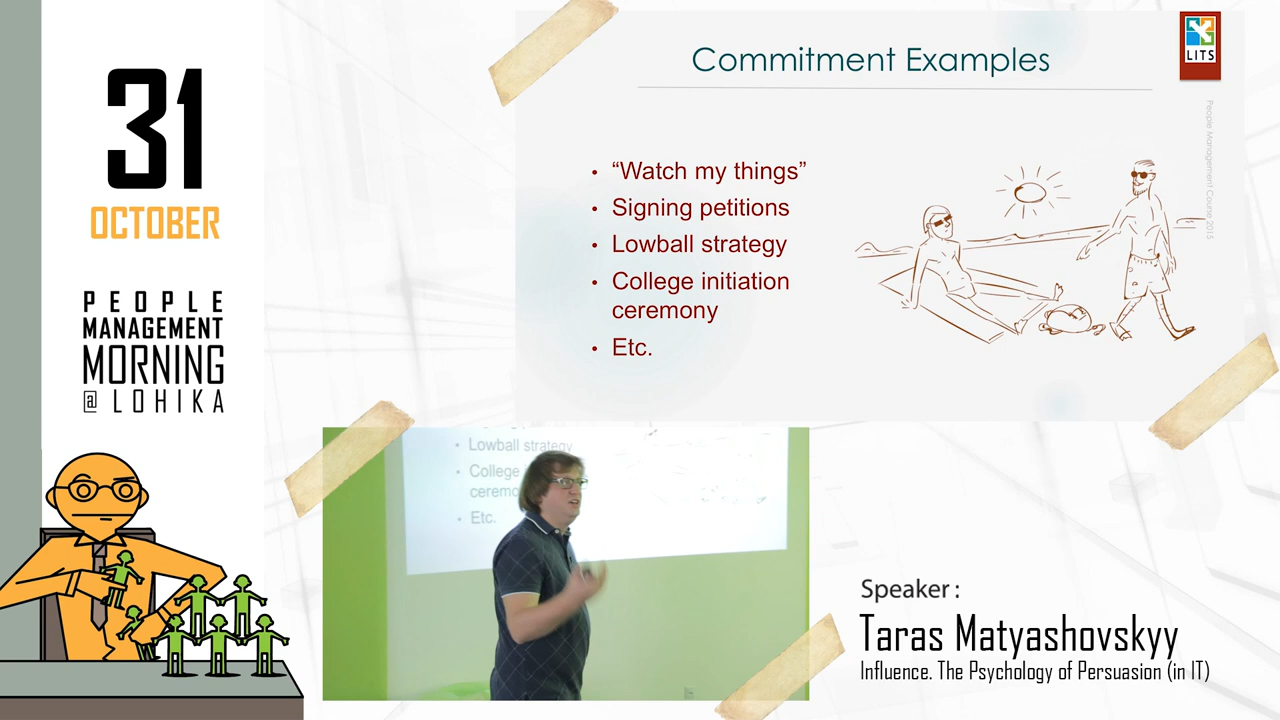 31
OCTOBER
PEOPLE
MANAGEMENT
MORNING
@ LOHIKA
Commitment Examples
LITS
People Management Course 2015
• “Watch my things”
• Signing petitions
• Lowball strategy
• College initiation
ceremony
• Etc.
• Lowball strategy
• College
ceremo
• Etc.
Speaker :
Taras Matyashovskyy
Influence. The Psychology of Persuasion (in IT)